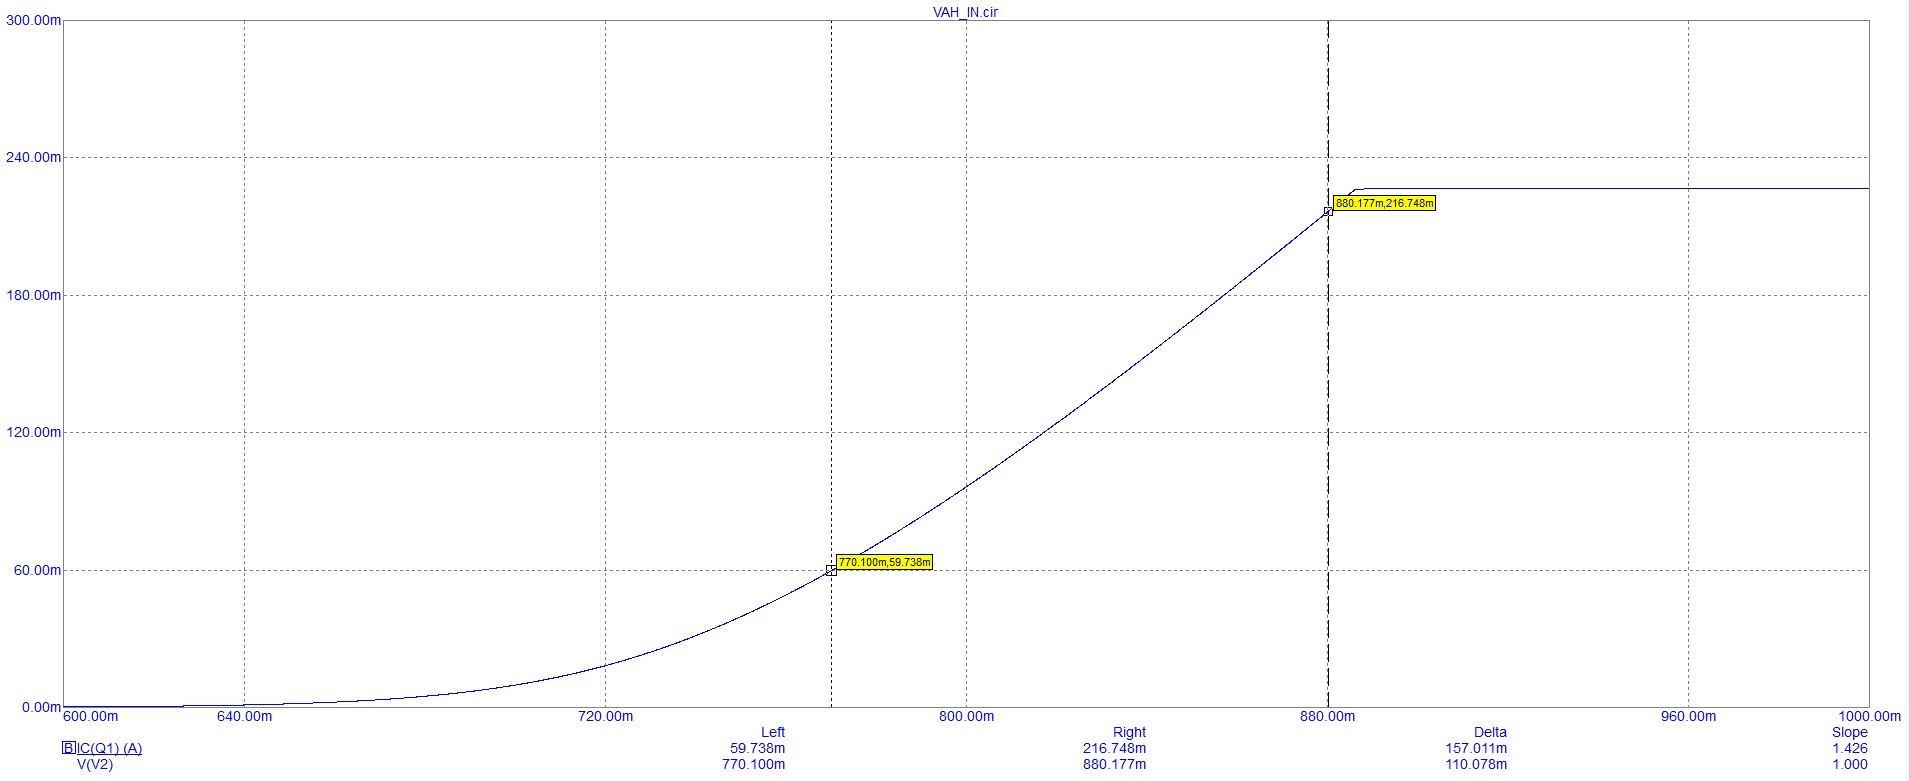 VAH_IN.cir
300.00m
240.00m
180.00m
120.00m
60.00m
0.00m
880.177m,216.748m
770.100m,59.738m
600.00m 640.00m 720.00m 800.00m 880.00m 960.00m 1000.00m
Left Right Delta Slope
B IC(Q1) (A) 59.738m 216.748m 157.011m 1.426
V(V2) 770.100m 880.177m 110.078m 1.000